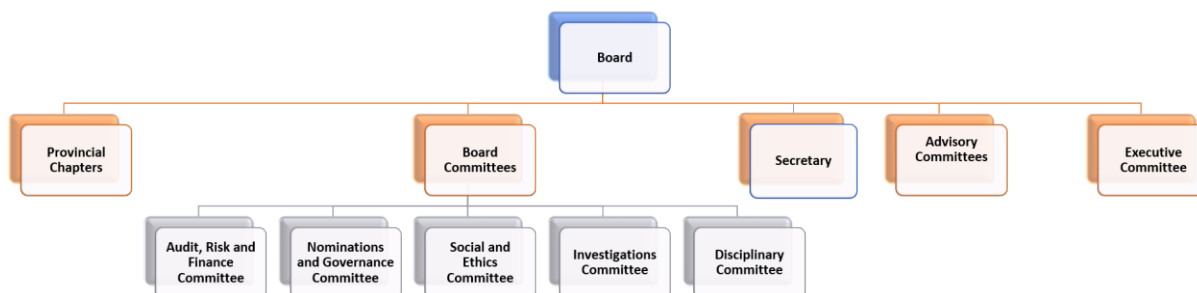 Board
Provincial
Chapters
Board
Committees
Secretary
Advisory
Committees
Executive
Committee
Audit, Risk and
Finance
Committee
Nominations
and Governance
Committee
Social and
Ethics
Committee
Investigations
Committee
Disciplinary
Committee